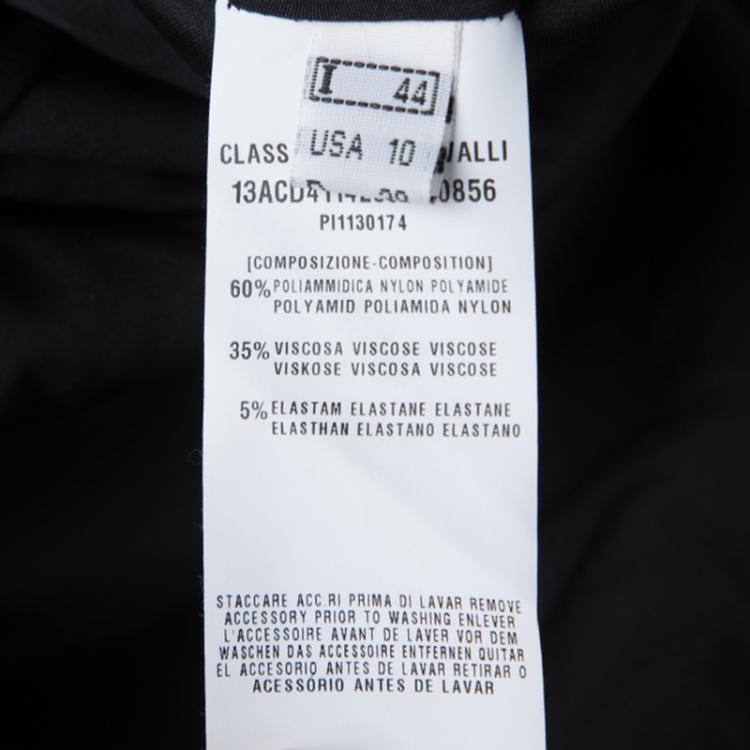 I 44
USA 10
CLASS
PI1130174
[COMPOSIZIONE-COMPOSITION]
60% POLIAMMIDICA NYLON POLYAMIDE
POLYAMID POLIAMIDA NYLON
35% VISCOSA VISCOSE VISCOSE
VISKOSE VISCOSA VISCOSE
5% ELASTAM ELASTANE ELASTANE
ELASTHAN ELASTANO ELASTANO
STACCARE ACC.RI PRIMA DI LAVAR REMOVE
ACCESSORY PRIOR TO WASHING ENLEVER
L'ACCESSOIRE AVANT DE LAVER VOR DEM
WASCHEN DAS ACCESSOIRE ENTFERNEN QUITAR
EL ACCESORIO ANTES DE LAVAR RETIRAR O
ACESSÓRIO ANTES DE LAVAR